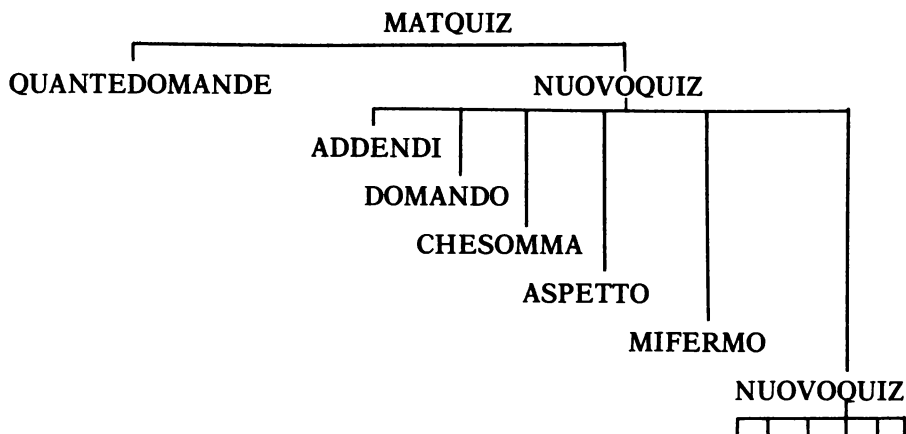 MATQUIZ
QUANTEDOMANDE
NUOVOQUIZ
ADDENDI
DOMANDO
CHESOMMA
ASPETTO
MIFERMO
NUOVOQUIZ